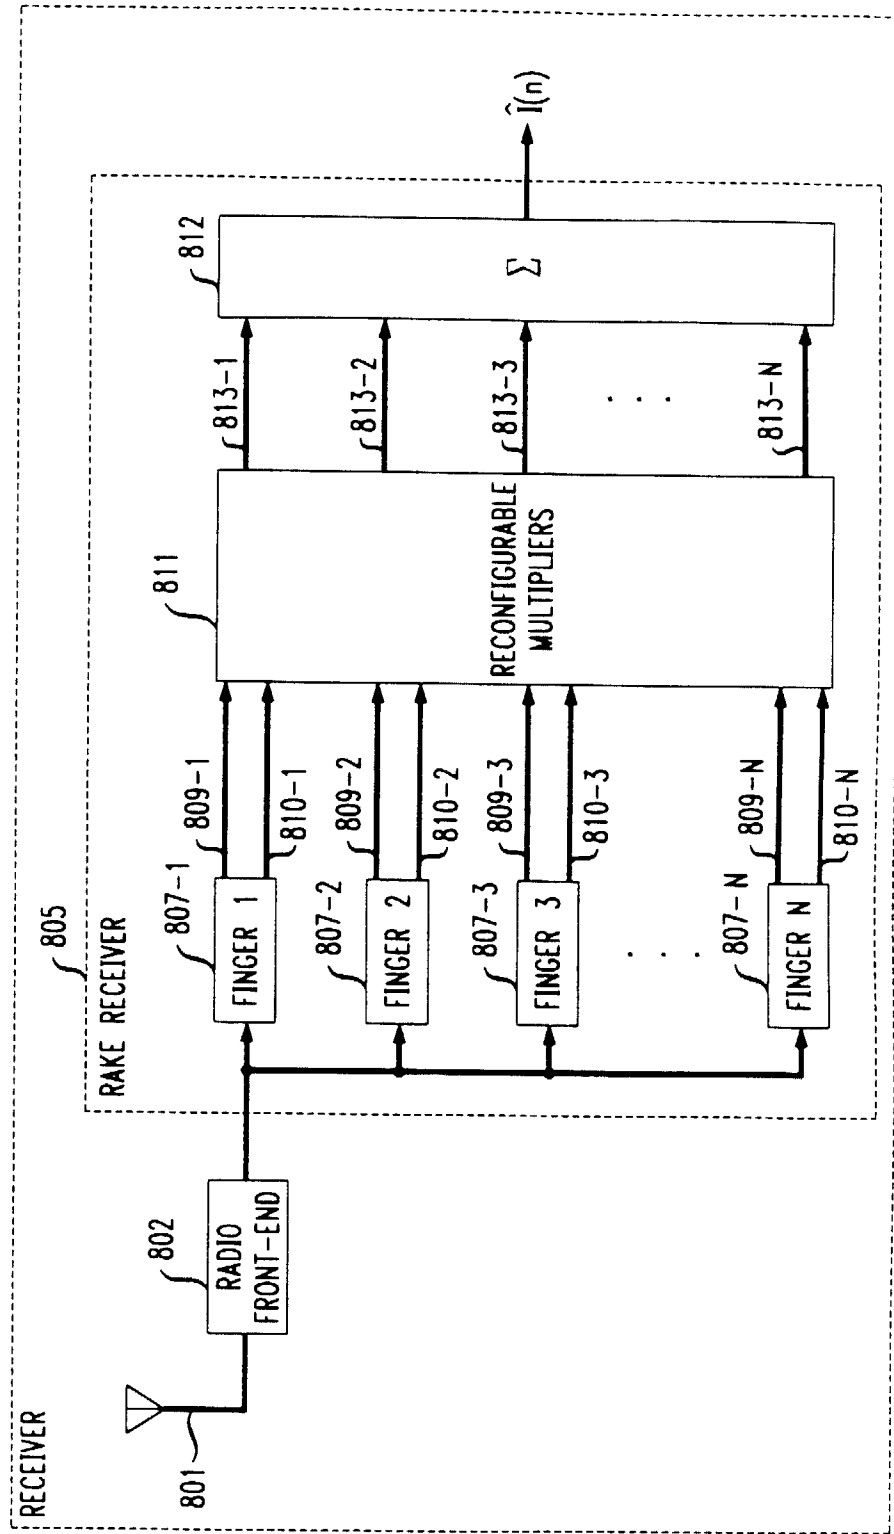 RECEIVER
801
802
RADIO
FRONT-END
805
RAKE RECEIVER
807-1
FINGER 1
809-1
810-1
807-2
FINGER 2
809-2
810-2
807-3
FINGER 3
809-3
810-3
. . .
807-N
FINGER N
809-N
810-N
811
RECONFIGURABLE
MULTIPLIERS
813-1
813-2
813-3
. . .
813-N
812
Σ
Î(n)